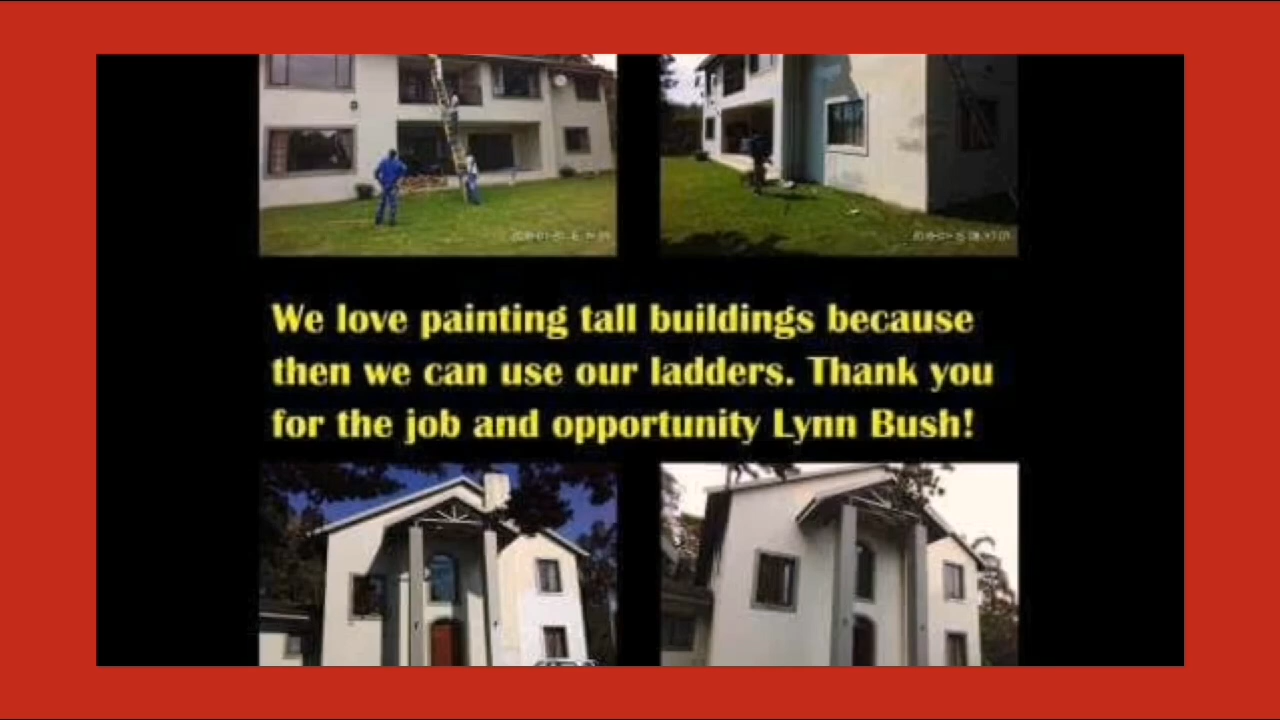 We love painting tall buildings because
then we can use our ladders. Thank you
for the job and opportunity Lynn Bush!